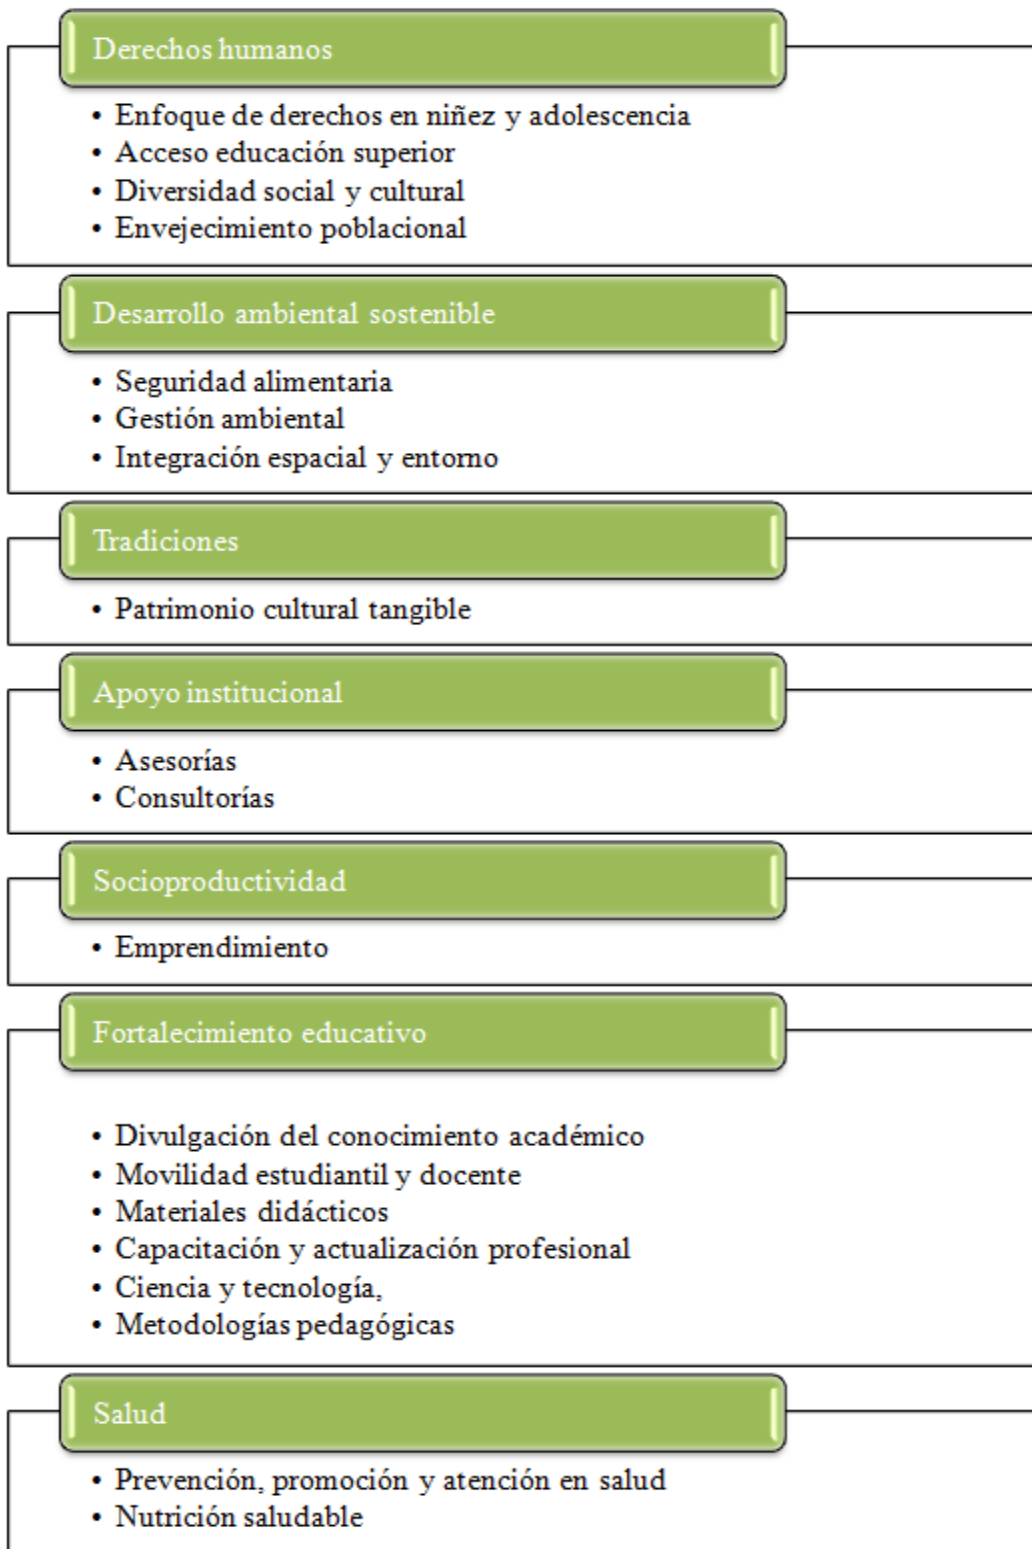 Derechos humanos
• Enfoque de derechos en niñez y adolescencia
• Acceso educación superior
• Diversidad social y cultural
• Envejecimiento poblacional
Desarrollo ambiental sostenible
• Seguridad alimentaria
• Gestión ambiental
• Integración espacial y entorno
Tradiciones
• Patrimonio cultural tangible
Apoyo institucional
• Asesorías
• Consultorías
Socioproductividad
• Emprendimiento
Fortalecimiento educativo
• Divulgación del conocimiento académico
• Movilidad estudiantil y docente
• Materiales didácticos
• Capacitación y actualización profesional
• Ciencia y tecnología,
• Metodologías pedagógicas
Salud
• Prevención, promoción y atención en salud
• Nutrición saludable